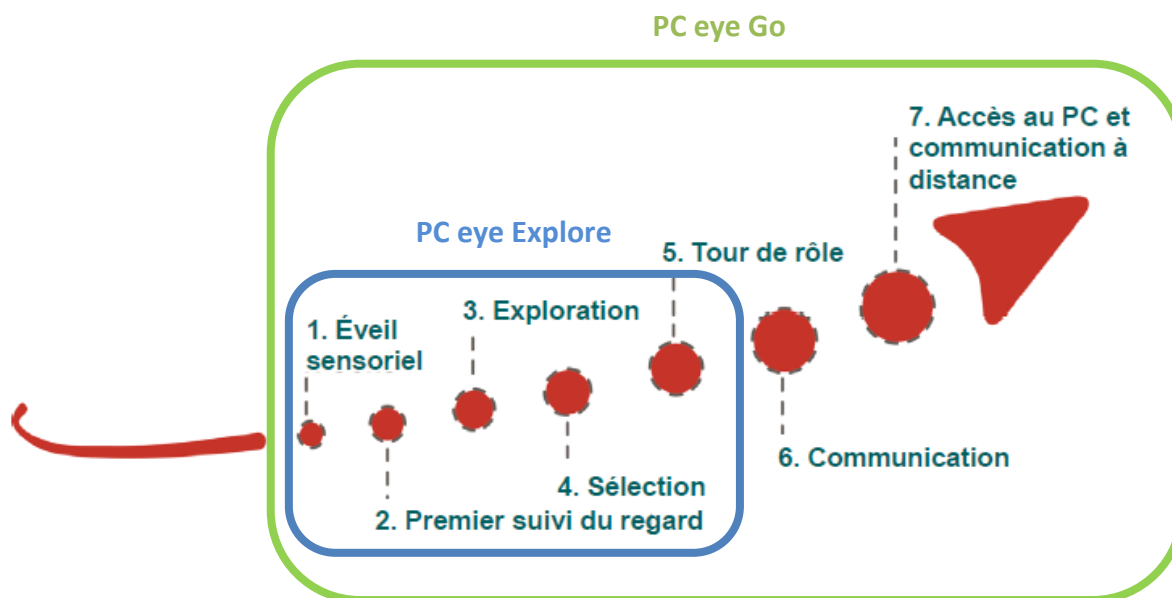 PC eye Go
7. Accès au PC et
communication à
distance
PC eye Explore
5. Tour de rôle
3. Exploration
1. Éveil
sensoriel
6. Communication
4. Sélection
2. Premier suivi du regard